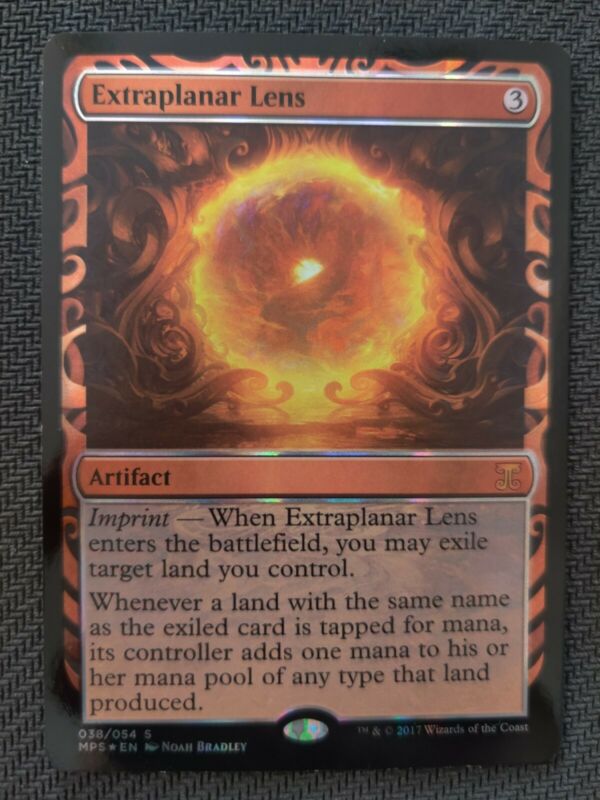 Extraplanar Lens 3
Artifact
Imprint — When Extraplanar Lens
enters the battlefield, you may exile
target land you control.
Whenever a land with the same name
as the exiled card is tapped for mana,
its controller adds one mana to his or
her mana pool of any type that land
produced.
038/054 S
MPS★EN Noah Bradley
™ & © 2017 Wizards of the Coast